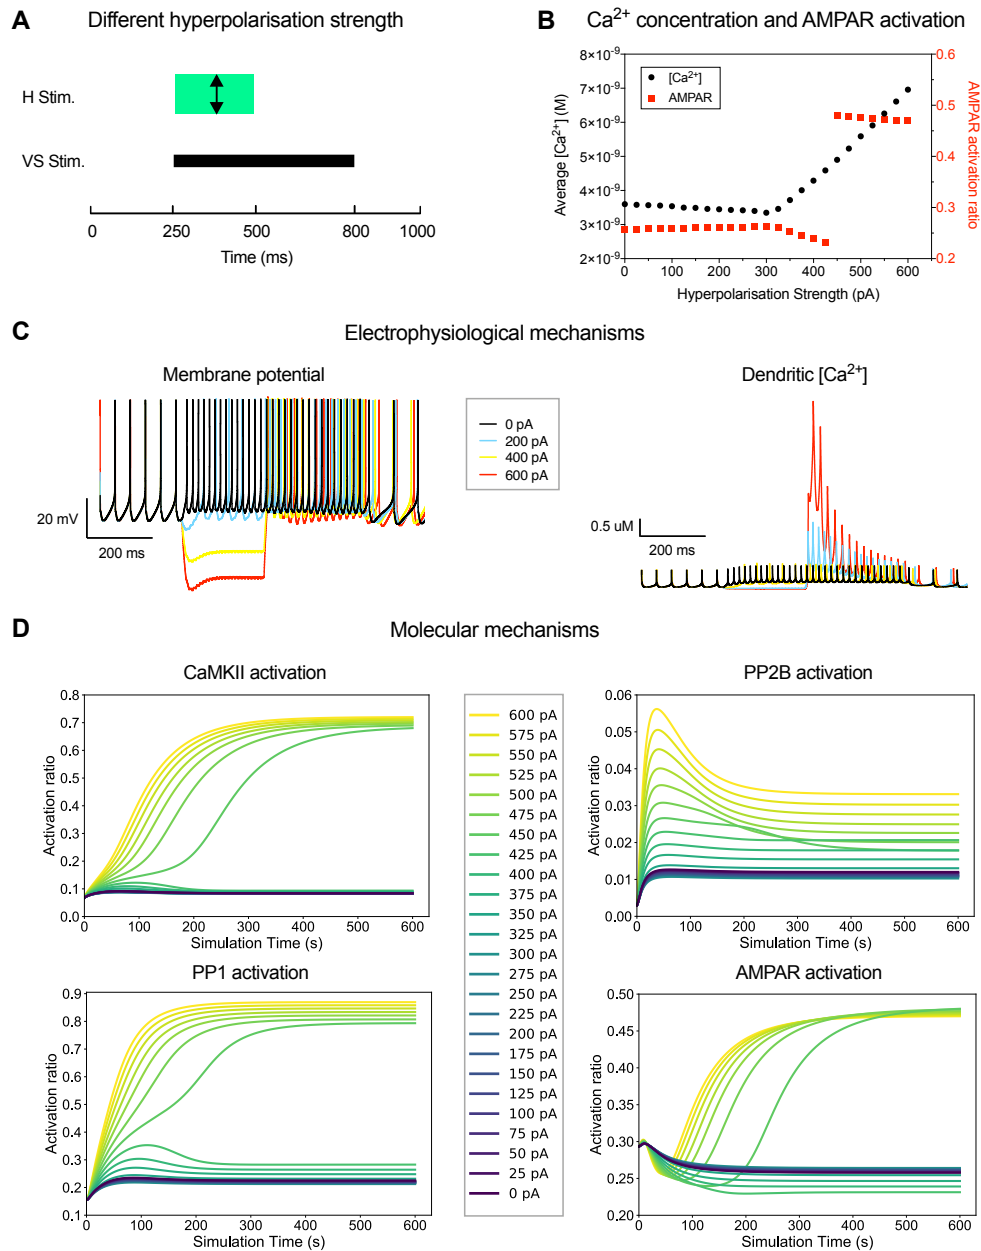 A Different hyperpolarisation strength
H Stim.
VS Stim.
0 250 500 800 1000
Time (ms)
B Ca²⁺ concentration and AMPAR activation
8×10⁻⁹
7×10⁻⁹
6×10⁻⁹
5×10⁻⁹
4×10⁻⁹
3×10⁻⁹
2×10⁻⁹
Average [Ca²⁺] (M)
[Ca²⁺]
AMPAR
0.6
0.5
0.4
0.3
0.2
AMPAR activation ratio
0 100 200 300 400 500 600
Hyperpolarisation Strength (pA)
C Electrophysiological mechanisms
Membrane potential
20 mV
200 ms
0 pA
200 pA
400 pA
600 pA
Dendritic [Ca²⁺]
0.5 uM
200 ms
D Molecular mechanisms
CaMKII activation
0.8
0.7
0.6
0.5
0.4
0.3
0.2
0.1
0.0
Activation ratio
0 100 200 300 400 500 600
Simulation Time (s)
600 pA
575 pA
550 pA
525 pA
500 pA
475 pA
450 pA
425 pA
400 pA
375 pA
350 pA
325 pA
300 pA
275 pA
250 pA
225 pA
200 pA
175 pA
150 pA
125 pA
100 pA
75 pA
50 pA
25 pA
0 pA
PP2B activation
0.06
0.05
0.04
0.03
0.02
0.01
0.00
Activation ratio
0 100 200 300 400 500 600
Simulation Time (s)
PP1 activation
0.9
0.8
0.7
0.6
0.5
0.4
0.3
0.2
0.1
Activation ratio
0 100 200 300 400 500 600
Simulation Time (s)
AMPAR activation
0.50
0.45
0.40
0.35
0.30
0.25
0.20
Activation ratio
0 100 200 300 400 500 600
Simulation Time (s)